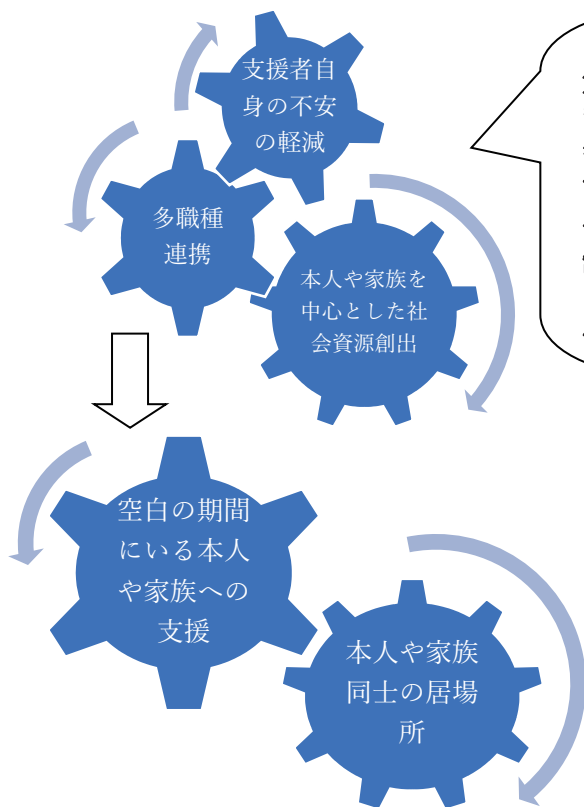 支援者自
身の不安
の軽減
多職種
連携
本人や家族を
中心とした社
会資源創出
空白の期間
にいる本人
や家族への
支援
本人や家族
同士の居場
所